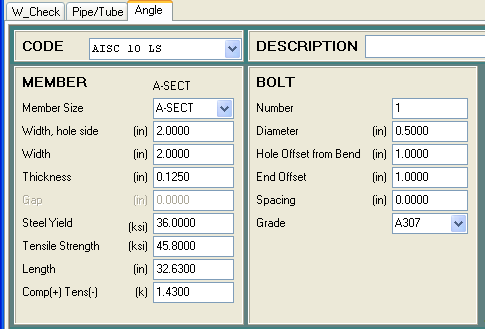 W_Check Pipe/Tube Angle
CODE AISC 10 LS DESCRIPTION
MEMBER A-SECT BOLT
Member Size A-SECT Number 1
Width, hole side (in) 2.0000 Diameter (in) 0.5000
Width (in) 2.0000 Hole Offset from Bend (in) 1.0000
Thickness (in) 0.1250 End Offset (in) 1.0000
Gap (in) 0.0000 Spacing (in) 0.0000
Steel Yield (ksi) 36.0000 Grade A307
Tensile Strength (ksi) 45.8000
Length (in) 32.6300
Comp(+) Tens(-) (k) 1.4300